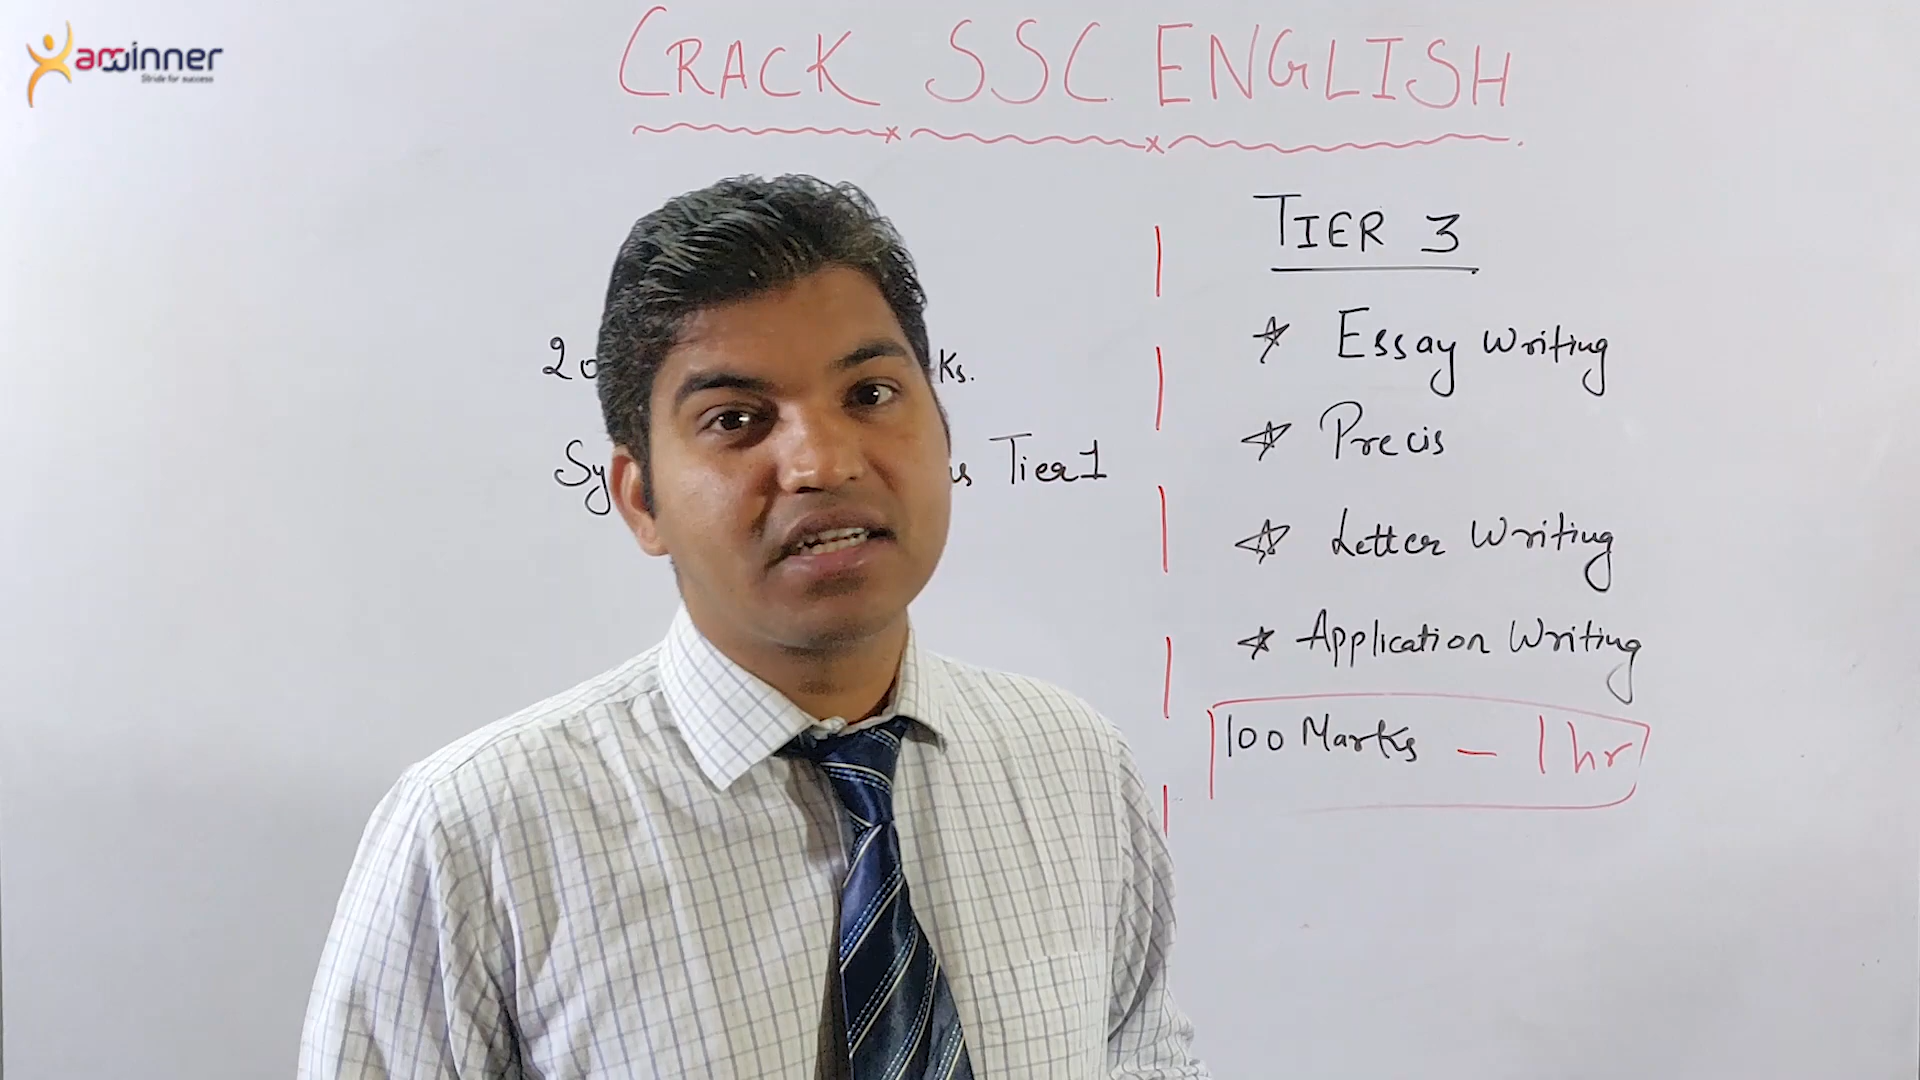 arwinner
Stride for success
CRACK SSC ENGLISH
Tier 1
TIER 3
Essay Writing
Precis
Letter Writing
Application Writing
100 Marks - 1 hr